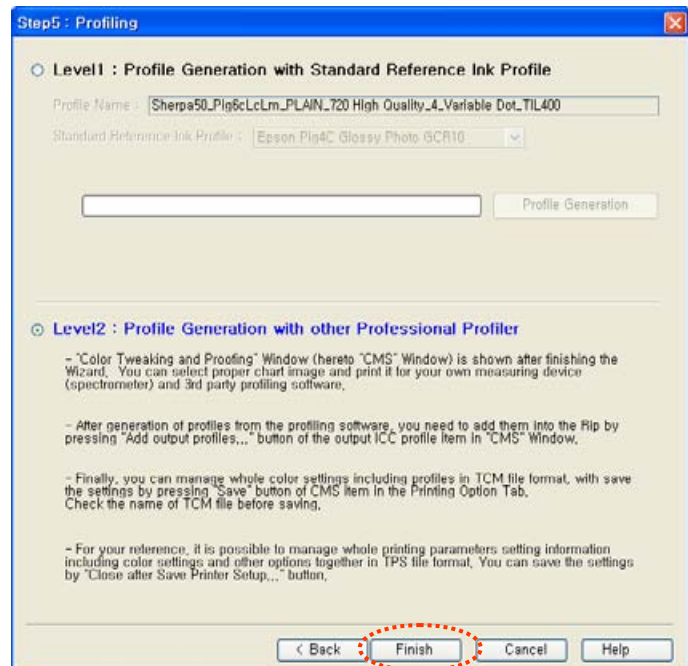 Step5 : Profiling
Level1 : Profile Generation with Standard Reference Ink Profile
Profile Name : Sherpa50_Pig6cLcLm_PLAIN_720 High Quality_4_Variable Dot_TIL400
Standard Reference Ink Profile : Epson Pig4C Glossy Photo GCR10
Profile Generation
Level2 : Profile Generation with other Professional Profiler
- "Color Tweaking and Proofing" Window (hereto "CMS" Window) is shown after finishing the
Wizard, You can select proper chart image and print it for your own measuring device
(spectrometer) and 3rd party profiling software,
- After generation of profiles from the profiling software, you need to add them into the Rip by
pressing "Add output profiles,,," button of the output ICC profile item in "CMS" Window,
- Finally, you can manage whole color settings including profiles in TCM file format, with save
the settings by pressing "Save" button of CMS item in the Printing Option Tab,
Check the name of TCM file before saving,
- For your reference, it is possible to manage whole printing parameters setting information
including color settings and other options together in TPS file format, You can save the settings
by "Close after Save Printer Setup,,," button,
< Back Finish Cancel Help